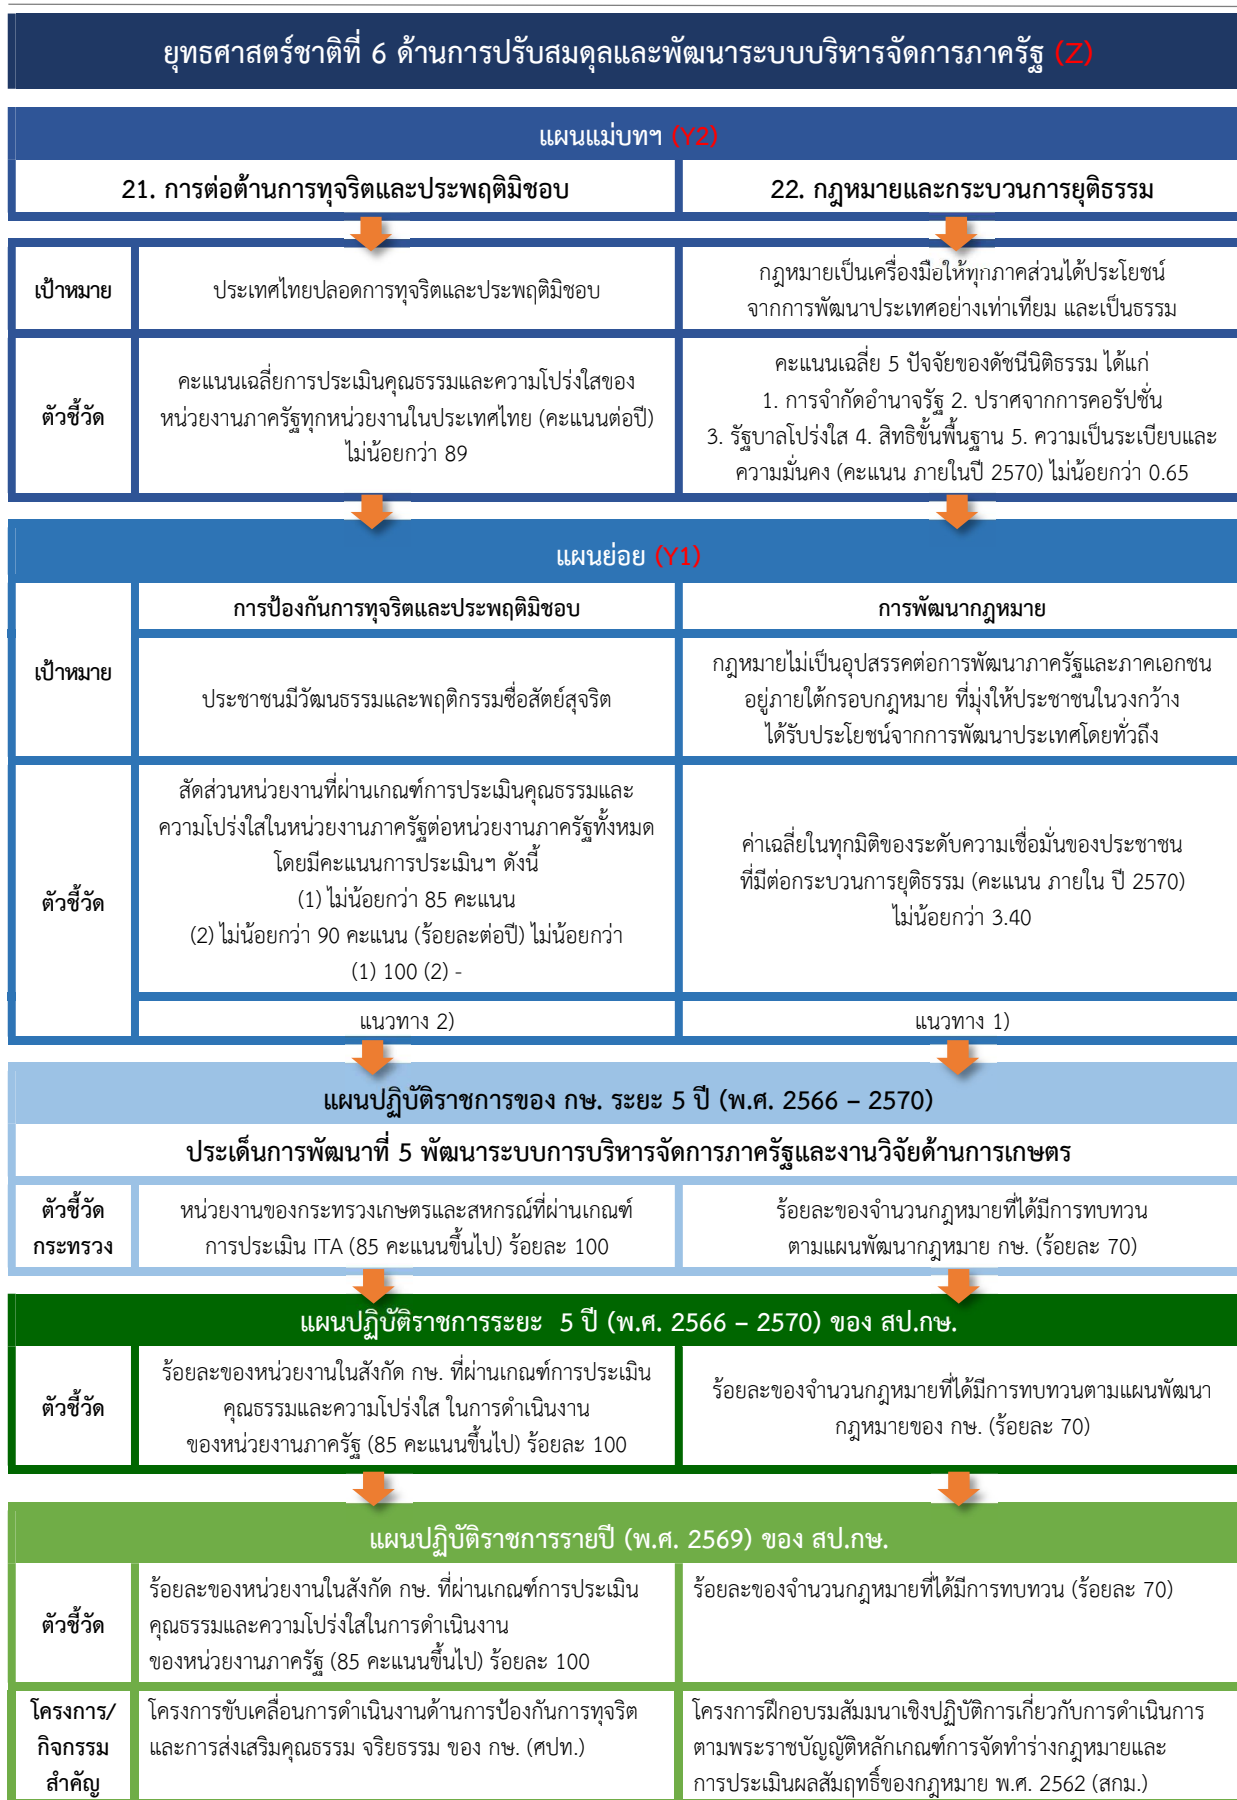 ยุทธศาสตร์ชาติที่ 6 ด้านการปรับสมดุลและพัฒนาระบบบริหารจัดการภาครัฐ (Z)
แผนแม่บทฯ (Y2)
21. การต่อต้านการทุจริตและประพฤติมิชอบ
22. กฎหมายและกระบวนการยุติธรรม
เป้าหมาย
ประเทศไทยปลอดการทุจริตและประพฤติมิชอบ
กฎหมายเป็นเครื่องมือให้ทุกภาคส่วนได้ประโยชน์
จากการพัฒนาประเทศอย่างเท่าเทียม และเป็นธรรม
ตัวชี้วัด
คะแนนเฉลี่ยการประเมินคุณธรรมและความโปร่งใสของ
หน่วยงานภาครัฐทุกหน่วยงานในประเทศไทย (คะแนนต่อปี)
ไม่น้อยกว่า 89
คะแนนเฉลี่ย 5 ปัจจัยของดัชนีนิติธรรม ได้แก่
1. การจำกัดอำนาจรัฐ 2. ปราศจากการคอรัปชั่น
3. รัฐบาลโปร่งใส 4. สิทธิขั้นพื้นฐาน 5. ความเป็นระเบียบและ
ความมั่นคง (คะแนน ภายในปี 2570) ไม่น้อยกว่า 0.65
แผนย่อย (Y1)
เป้าหมาย
การป้องกันการทุจริตและประพฤติมิชอบ
การพัฒนากฎหมาย
ประชาชนมีวัฒนธรรมและพฤติกรรมซื่อสัตย์สุจริต
กฎหมายไม่เป็นอุปสรรคต่อการพัฒนาภาครัฐและภาคเอกชน
อยู่ภายใต้กรอบกฎหมาย ที่มุ่งให้ประชาชนในวงกว้าง
ได้รับประโยชน์จากการพัฒนาประเทศโดยทั่วถึง
ตัวชี้วัด
สัดส่วนหน่วยงานที่ผ่านเกณฑ์การประเมินคุณธรรมและ
ความโปร่งใสในหน่วยงานภาครัฐต่อหน่วยงานภาครัฐทั้งหมด
โดยมีคะแนนการประเมินฯ ดังนี้
(1) ไม่น้อยกว่า 85 คะแนน
(2) ไม่น้อยกว่า 90 คะแนน (ร้อยละต่อปี) ไม่น้อยกว่า
(1) 100 (2) -
ค่าเฉลี่ยในทุกมิติของระดับความเชื่อมั่นของประชาชน
ที่มีต่อกระบวนการยุติธรรม (คะแนน ภายใน ปี 2570)
ไม่น้อยกว่า 3.40
แนวทาง 2)
แนวทาง 1)
แผนปฏิบัติราชการของ กษ. ระยะ 5 ปี (พ.ศ. 2566 – 2570)
ประเด็นการพัฒนาที่ 5 พัฒนาระบบการบริหารจัดการภาครัฐและงานวิจัยด้านการเกษตร
ตัวชี้วัด
กระทรวง
หน่วยงานของกระทรวงเกษตรและสหกรณ์ที่ผ่านเกณฑ์
การประเมิน ITA (85 คะแนนขึ้นไป) ร้อยละ 100
ร้อยละของจำนวนกฎหมายที่ได้มีการทบทวน
ตามแผนพัฒนากฎหมาย กษ. (ร้อยละ 70)
แผนปฏิบัติราชการระยะ 5 ปี (พ.ศ. 2566 – 2570) ของ สป.กษ.
ตัวชี้วัด
ร้อยละของหน่วยงานในสังกัด กษ. ที่ผ่านเกณฑ์การประเมิน
คุณธรรมและความโปร่งใส ในการดำเนินงาน
ของหน่วยงานภาครัฐ (85 คะแนนขึ้นไป) ร้อยละ 100
ร้อยละของจำนวนกฎหมายที่ได้มีการทบทวนตามแผนพัฒนา
กฎหมายของ กษ. (ร้อยละ 70)
แผนปฏิบัติราชการรายปี (พ.ศ. 2569) ของ สป.กษ.
ตัวชี้วัด
ร้อยละของหน่วยงานในสังกัด กษ. ที่ผ่านเกณฑ์การประเมิน
คุณธรรมและความโปร่งใสในการดำเนินงาน
ของหน่วยงานภาครัฐ (85 คะแนนขึ้นไป) ร้อยละ 100
ร้อยละของจำนวนกฎหมายที่ได้มีการทบทวน (ร้อยละ 70)
โครงการ/
กิจกรรม
สำคัญ
โครงการขับเคลื่อนการดำเนินงานด้านการป้องกันการทุจริต
และการส่งเสริมคุณธรรม จริยธรรม ของ กษ. (ศปท.)
โครงการฝึกอบรมสัมมนาเชิงปฏิบัติการเกี่ยวกับการดำเนินการ
ตามพระราชบัญญัติหลักเกณฑ์การจัดทำร่างกฎหมายและ
การประเมินผลสัมฤทธิ์ของกฎหมาย พ.ศ. 2562 (สกม.)